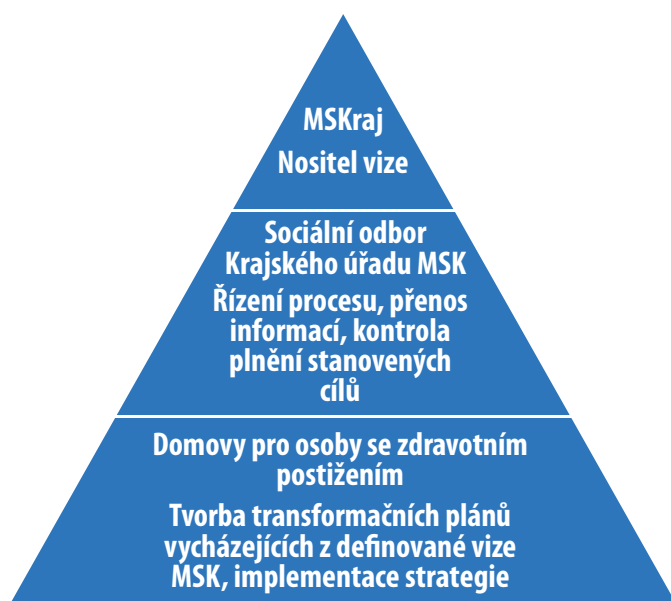 MSKraj
Nositel vize
Sociální odbor
Krajského úřadu MSK
Řízení procesu, přenos
informací, kontrola
plnění stanovených
cílů
Domovy pro osoby se zdravotním
postižením
Tvorba transformačních plánů
vycházejících z definované vize
MSK, implementace strategie